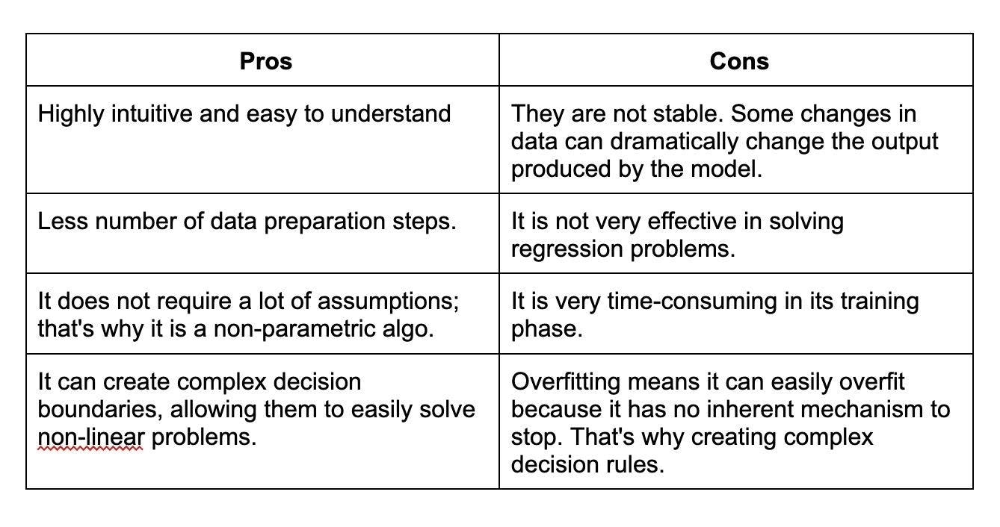 Pros
Cons
Highly intuitive and easy to understand
They are not stable. Some changes in
data can dramatically change the output
produced by the model.
Less number of data preparation steps.
It is not very effective in solving
regression problems.
It does not require a lot of assumptions;
that's why it is a non-parametric algo.
It is very time-consuming in its training
phase.
It can create complex decision
boundaries, allowing them to easily solve
non-linear problems.
Overfitting means it can easily overfit
because it has no inherent mechanism to
stop. That's why creating complex
decision rules.